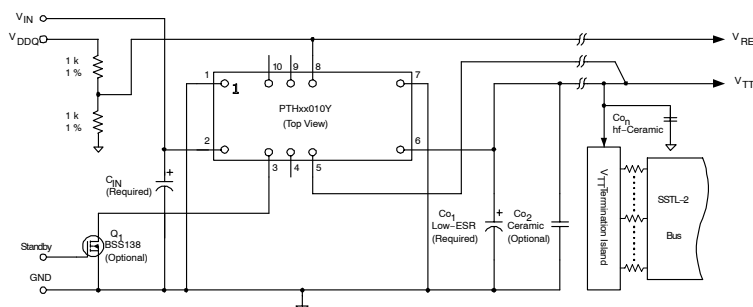 V_IN
V_DDQ
V_RE
V_TT
1 k
1 %
1 k
1 %
10
9
8
1
1
7
PTHxx010Y
(Top View)
2
6
3
4
5
Co_n
hf-Ceramic
C_IN
(Required)
Q_1
BSS138
(Optional)
Standby
GND
Co_1
Low-ESR
(Required)
Co_2
Ceramic
(Optional)
V_TT Termination Island
SSTL-2
Bus